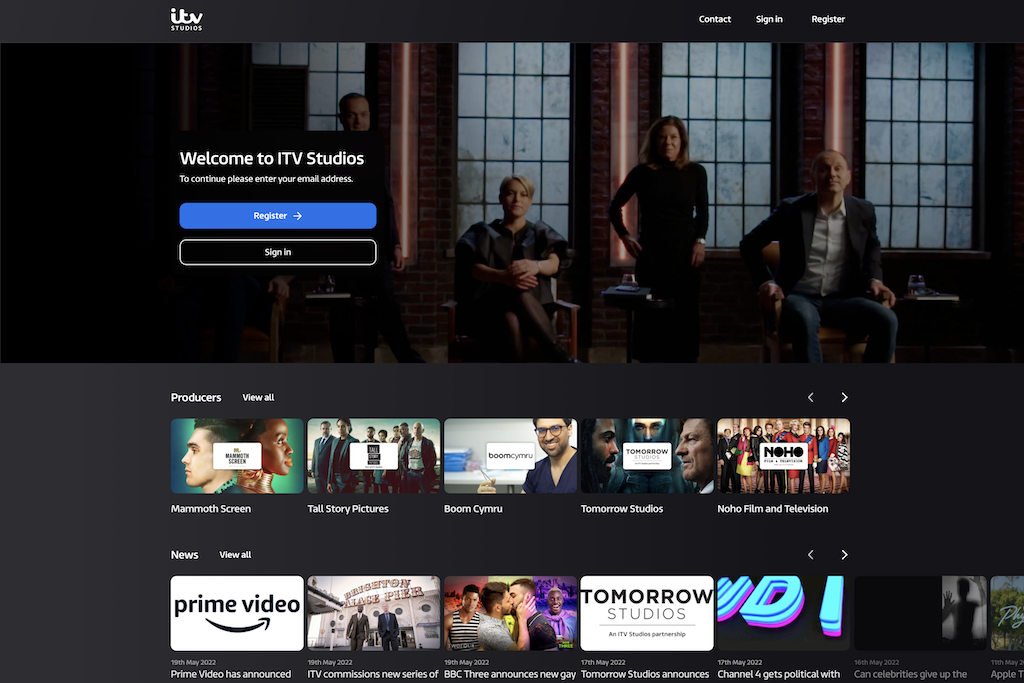 itv
STUDIOS
Contact
Sign in
Register
Welcome to ITV Studios
To continue please enter your email address.
Register →
Sign in
Producers
View all
MAMMOTH
SCREEN
TALL
STORY
boomcymru
TOMORROW
STUDIOS
NOHO
FILM & TELEVISION
Mammoth Screen
Tall Story Pictures
Boom Cymru
Tomorrow Studios
Noho Film and Television
News
View all
prime video
BRIGHTON
PALACE PIER
THREE
TOMORROW
STUDIOS
An ITV Studios partnership
19th May 2022
Prime Video has announced
19th May 2022
ITV commissions new series of
19th May 2022
BBC Three announces new gay
17th May 2022
Tomorrow Studios announces
17th May 2022
Channel 4 gets political with
16th May 2022
Can celebrities give up the
11th M
Apple T